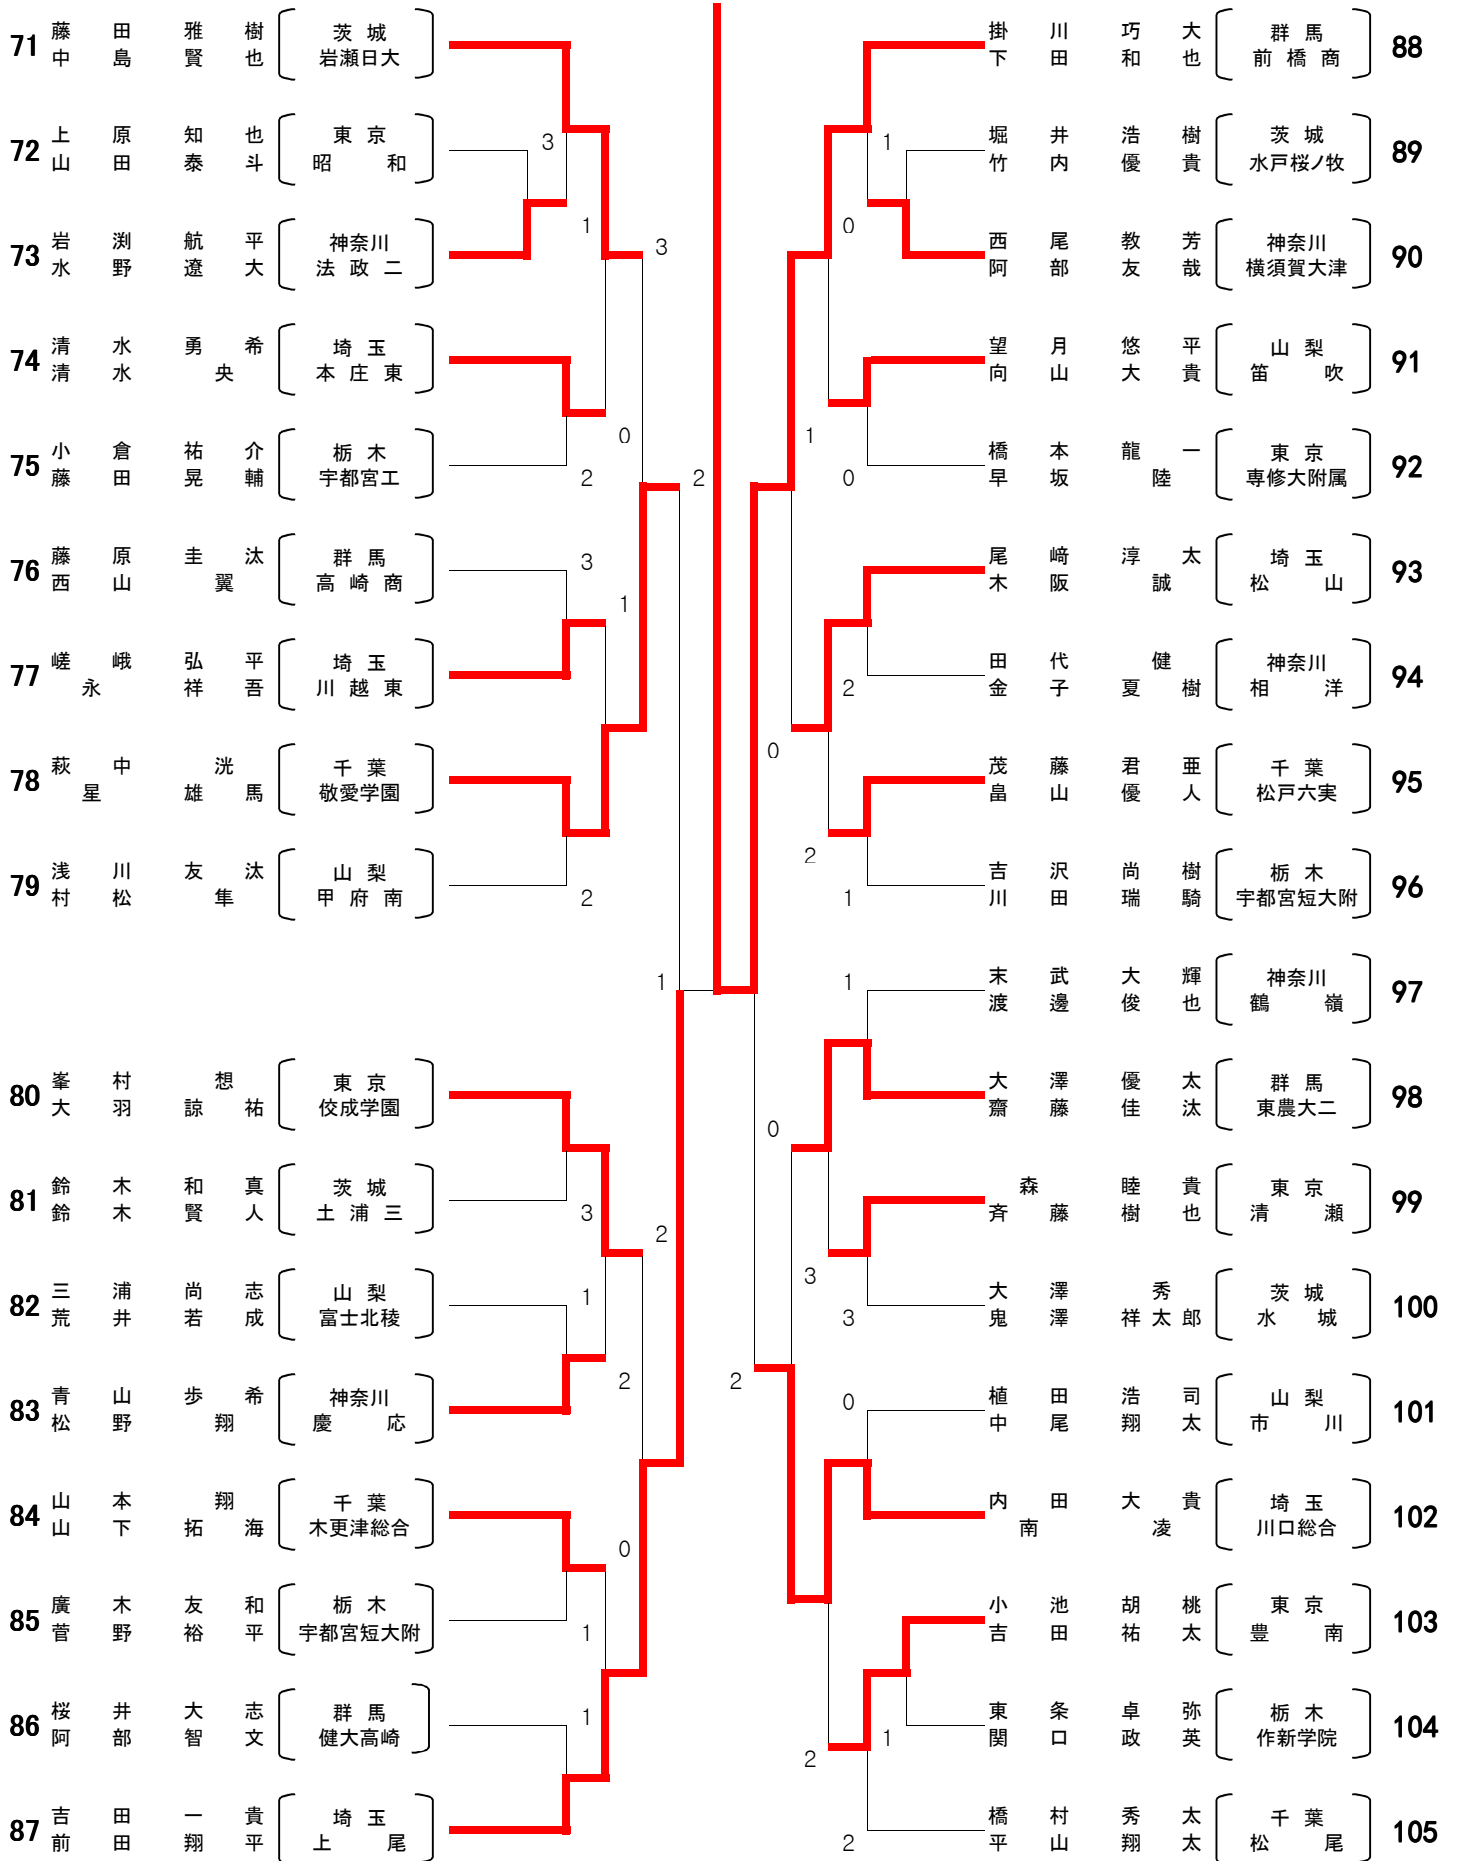 71 藤田雅樹 茨城
中島賢也 岩瀬日大
72 上原知也 東京
山田泰斗 昭和
3
73 岩渕航平 神奈川
水野遼大 法政二
1
3
74 清水勇希 埼玉
清水央 本庄東
0
75 小倉祐介 栃木
藤田晃輔 宇都宮工
2
2
76 藤原圭汰 群馬
西山翼 高崎商
3
1
77 嵯峨弘平 埼玉
永祥吾 川越東
78 萩中洸 千葉
星雄馬 敬愛学園
79 浅川友汰 山梨
村松隼 甲府南
2
1
80 峯村想 東京
大羽諒祐 佼成学園
81 鈴木和真 茨城
鈴木賢人 土浦三
3
2
82 三浦尚志 山梨
荒井若成 富士北稜
1
83 青山歩希 神奈川
松野翔 慶応
2
84 山本翔 千葉
山下拓海 木更津総合
0
85 廣木友和 栃木
菅野裕平 宇都宮短大附
1
86 桜井大志 群馬
阿部智文 健大高崎
1
87 吉田一貴 埼玉
前田翔平 上尾
掛川巧大 群馬 88
下田和也 前橋商
1
堀井浩樹 茨城 89
竹内優貴 水戸桜ノ牧
0
西尾教芳 神奈川 90
阿部友哉 横須賀大津
望月悠平 山梨 91
向山大貴 笛吹
1
橋本龍一 東京 92
早坂陸 専修大附属
0
尾﨑淳太 埼玉 93
木阪誠 松山
田代健 神奈川 94
金子夏樹 相洋
2
0
茂藤君亜 千葉 95
畠山優人 松戸六実
2
吉沢尚樹 栃木 96
川田瑞騎 宇都宮短大附
1
1
末武大輝 神奈川 97
渡邊俊也 鶴嶺
大澤優太 群馬 98
齋藤佳汰 東農大二
0
森睦貴 東京 99
斉藤樹也 清瀬
3
大澤秀 茨城 100
鬼澤祥太郎 水城
3
2
0
植田浩司 山梨 101
中尾翔太 市川
内田大貴 埼玉 102
南凌 川口総合
小池胡桃 東京 103
吉田祐太 豊南
東条卓弥 栃木 104
関口政英 作新学院
1
2
橋村秀太 千葉 105
平山翔太 松尾
2